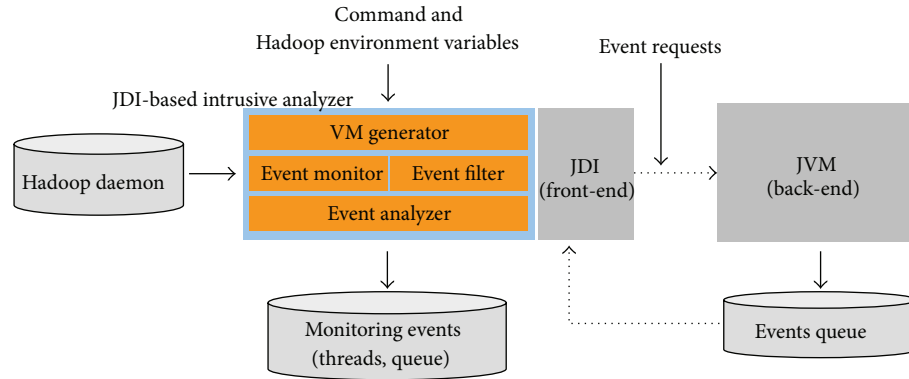 Command and
Hadoop environment variables
Event requests
JDI-based intrusive analyzer
VM generator
Hadoop daemon
Event monitor
Event filter
Event analyzer
JDI
(front-end)
JVM
(back-end)
Monitoring events
(threads, queue)
Events queue